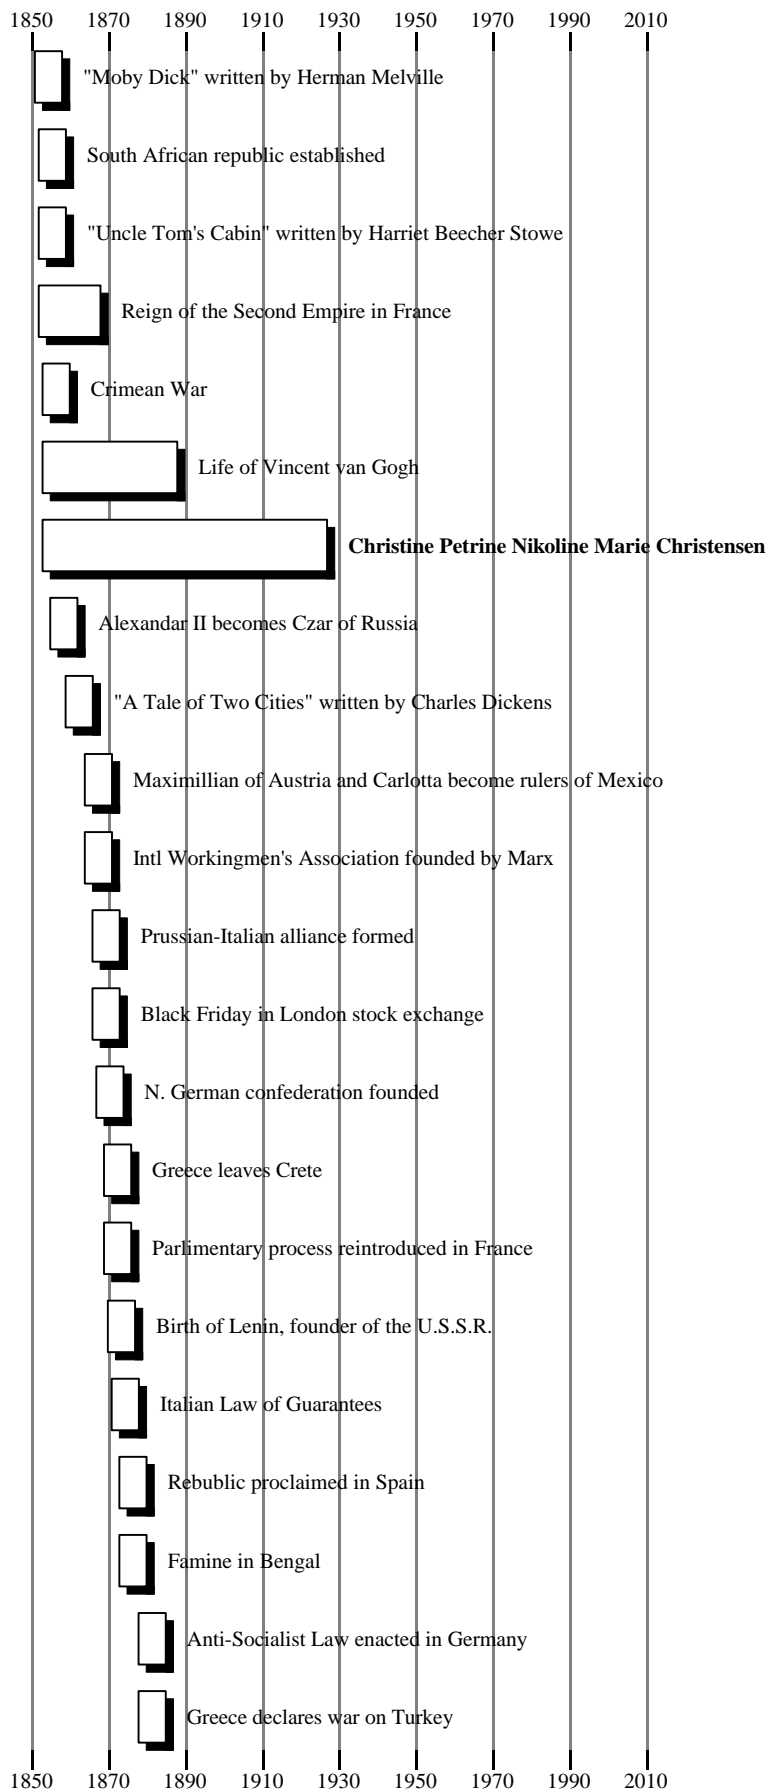 1850 1870 1890 1910 1930 1950 1970 1990 2010
"Moby Dick" written by Herman Melville
South African republic established
"Uncle Tom's Cabin" written by Harriet Beecher Stowe
Reign of the Second Empire in France
Crimean War
Life of Vincent van Gogh
Christine Petrine Nikoline Marie Christensen
Alexandar II becomes Czar of Russia
"A Tale of Two Cities" written by Charles Dickens
Maximillian of Austria and Carlotta become rulers of Mexico
Intl Workingmen's Association founded by Marx
Prussian-Italian alliance formed
Black Friday in London stock exchange
N. German confederation founded
Greece leaves Crete
Parlimentary process reintroduced in France
Birth of Lenin, founder of the U.S.S.R.
Italian Law of Guarantees
Rebublic proclaimed in Spain
Famine in Bengal
Anti-Socialist Law enacted in Germany
Greece declares war on Turkey
1850 1870 1890 1910 1930 1950 1970 1990 2010